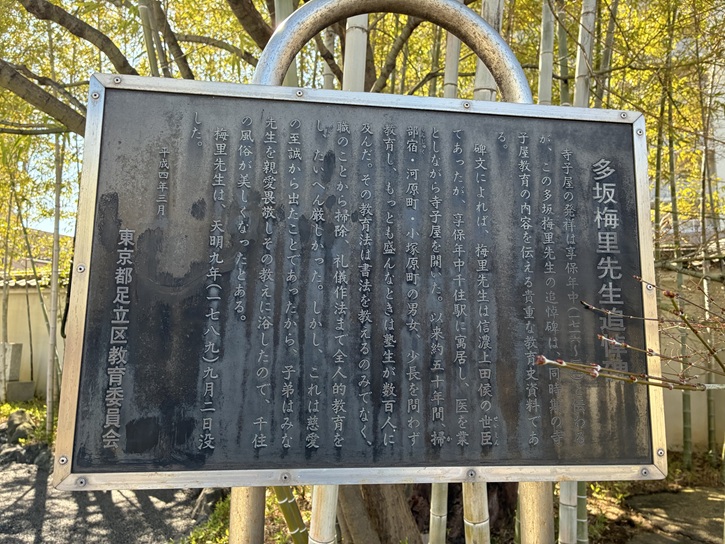 多坂梅里先生追
寺子屋の発祥は享保年中(一七
が、この多坂梅里先生の追悼碑は、同時
子屋教育の内容を伝える貴重な教育史資料であ
る。
碑文によれば、梅里先生は信濃上田侯の世臣
であったが、享保年中千住駅に寓居し、医を業
としながら寺子屋を開いた。以来約五十年間、掃
部宿・河原町・小塚原町の男女、少長を問わず
教育し、もっとも盛んなときは塾生が数百人に
及んだ。その教育法は書法を教えるのみでなく、
職のことから掃除、礼儀作法まで全人的教育を
し、たいへん厳しかった。しかし、これは慈愛
の至誠から出たことであったから、子弟はみな
先生を親愛畏敬しその教えに浴したので、千住
の風俗が美しくなったとある。
梅里先生は、天明九年(一七八九)九月二日没
した。
平成四年三月
東京都足立区教育委員会